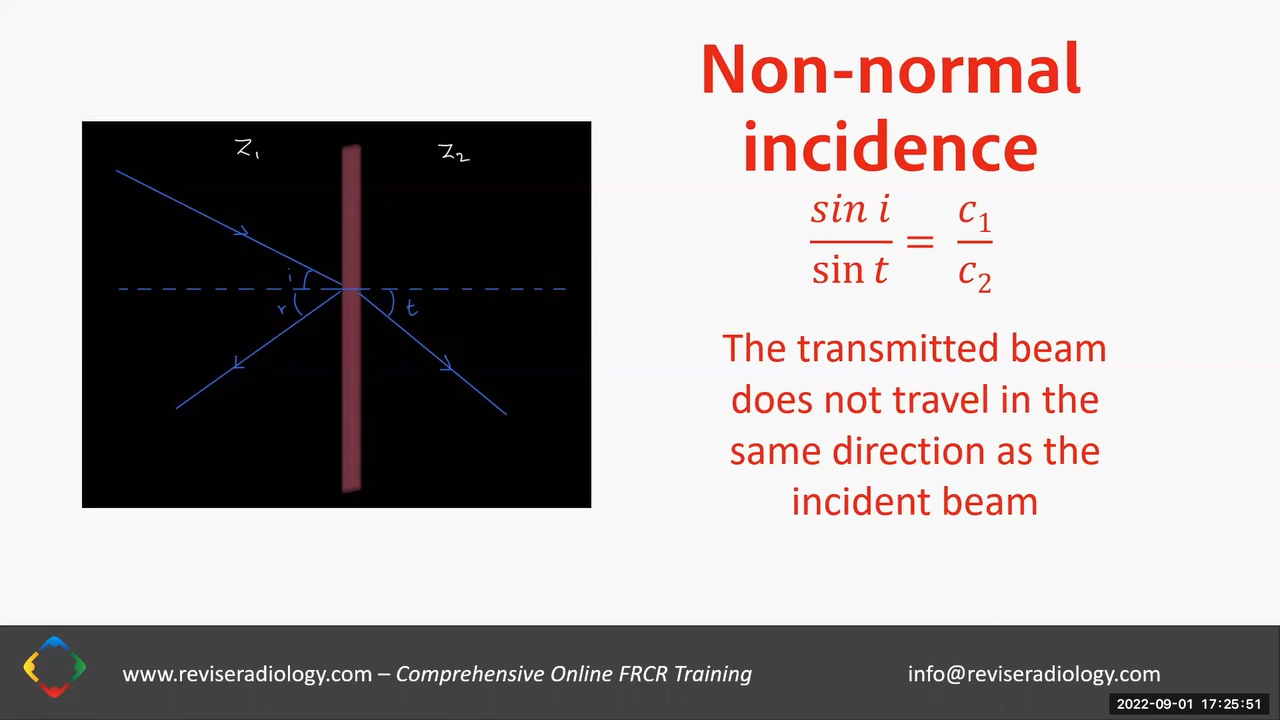 Non-normal
incidence
sin i / sin t = c₁ / c₂
The transmitted beam
does not travel in the
same direction as the
incident beam
Z₁
Z₂
i
r
t
www.reviseradiology.com – Comprehensive Online FRCR Training
info@reviseradiology.com
2022-09-01 17:25:51